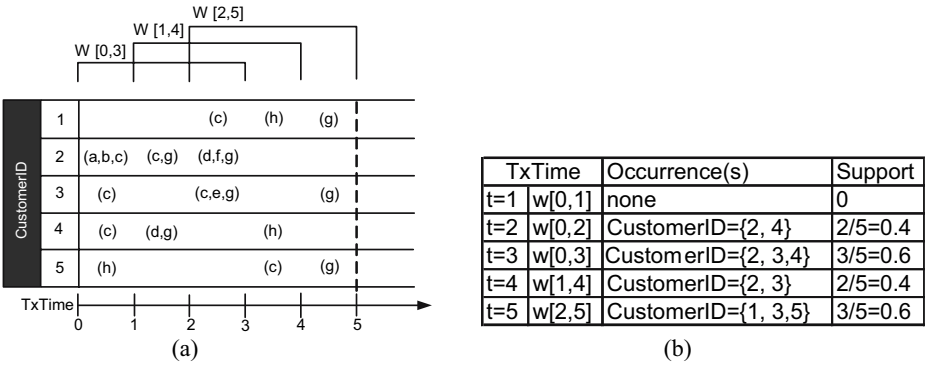 W [2,5]
W [1,4]
W [0,3]
CustomerID
1 (c) (h) (g)
2 (a,b,c) (c,g) (d,f,g)
3 (c) (c,e,g) (g)
4 (c) (d,g) (h)
5 (h) (c) (g)
TxTime
0 1 2 3 4 5
(a)
TxTime Occurrence(s) Support
t=1 w[0,1] none 0
t=2 w[0,2] CustomerID={2, 4} 2/5=0.4
t=3 w[0,3] CustomerID={2, 3,4} 3/5=0.6
t=4 w[1,4] CustomerID={2, 3} 2/5=0.4
t=5 w[2,5] CustomerID={1, 3,5} 3/5=0.6
(b)